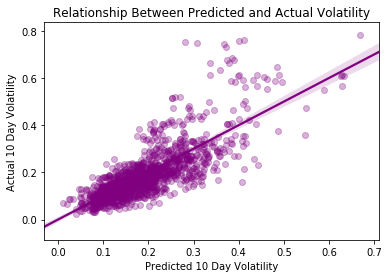 Relationship Between Predicted and Actual Volatility
0.8
0.6
0.4
0.2
0.0
Actual 10 Day Volatility
0.0 0.1 0.2 0.3 0.4 0.5 0.6 0.7
Predicted 10 Day Volatility